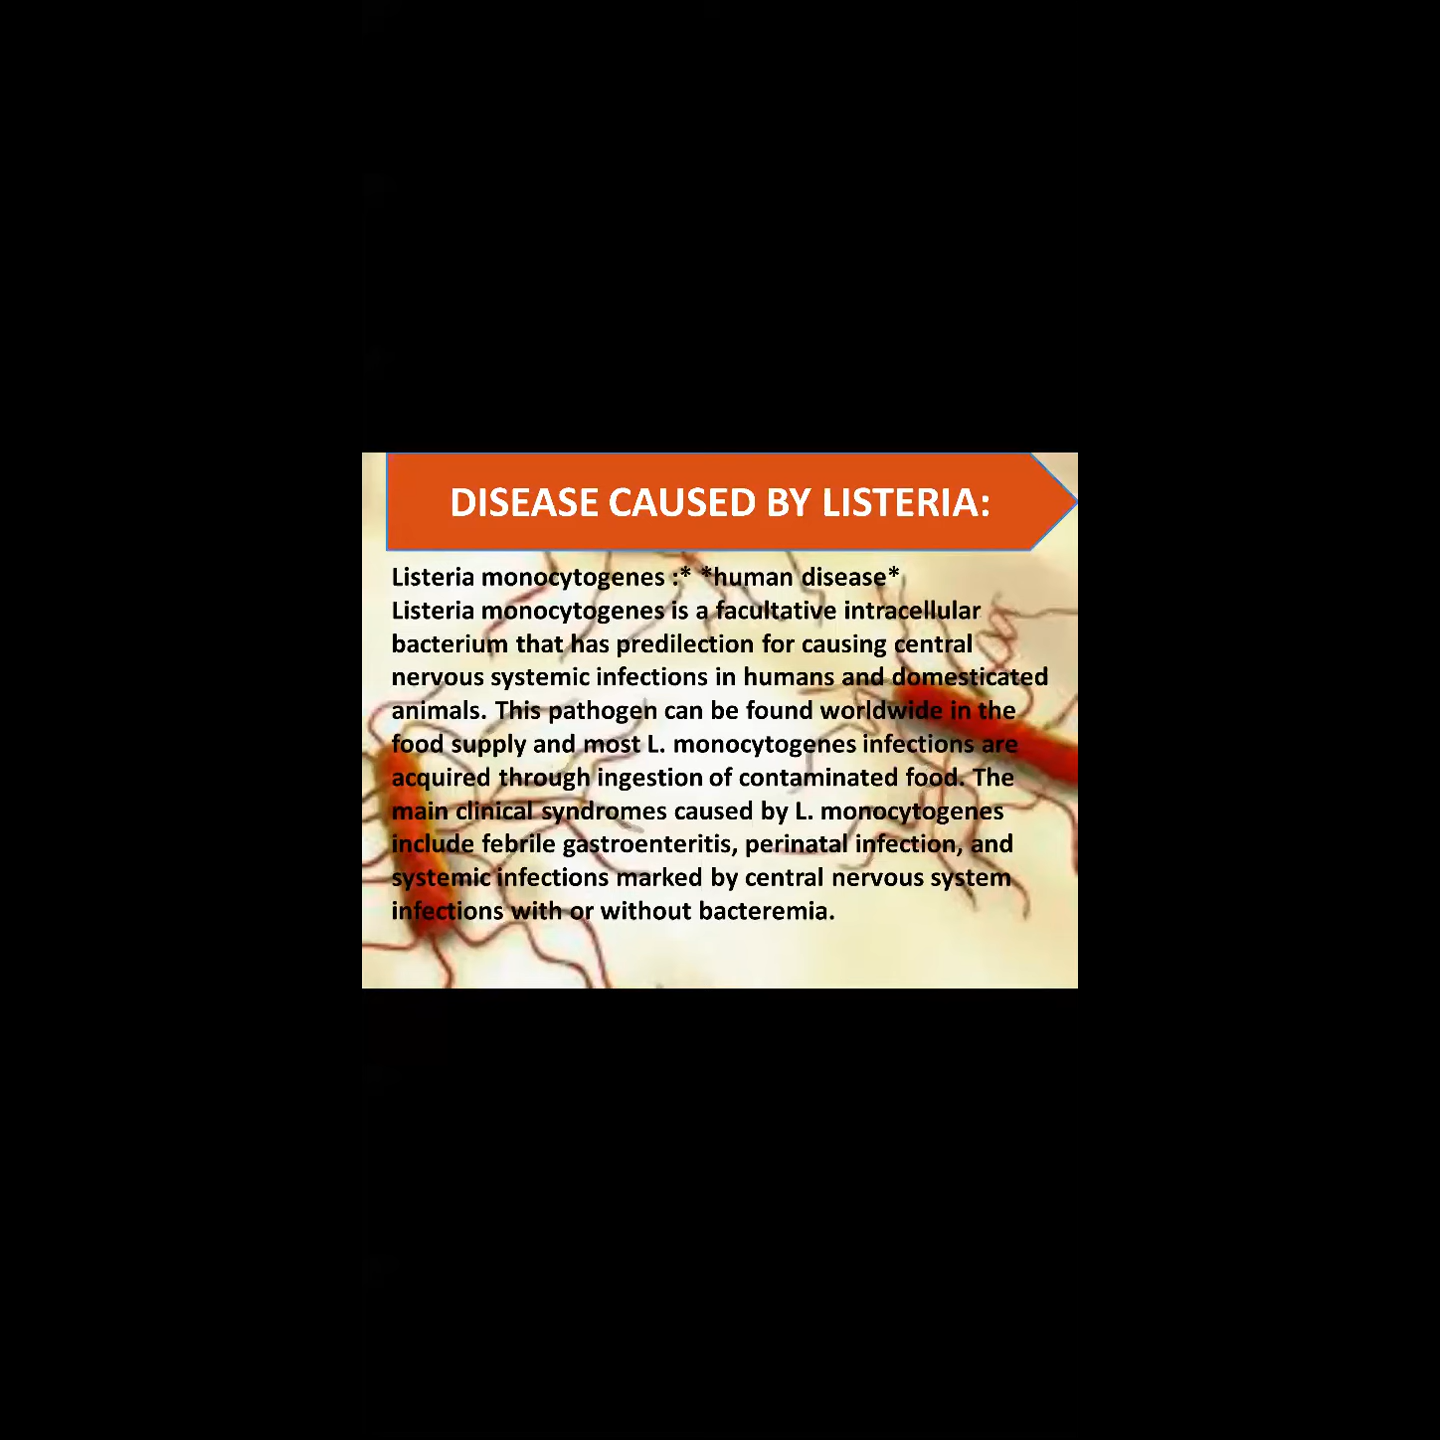 DISEASE CAUSED BY LISTERIA:
Listeria monocytogenes :* *human disease*
Listeria monocytogenes is a facultative intracellular
bacterium that has predilection for causing central
nervous systemic infections in humans and domesticated
animals. This pathogen can be found worldwide in the
food supply and most L. monocytogenes infections are
acquired through ingestion of contaminated food. The
main clinical syndromes caused by L. monocytogenes
include febrile gastroenteritis, perinatal infection, and
systemic infections marked by central nervous system
infections with or without bacteremia.